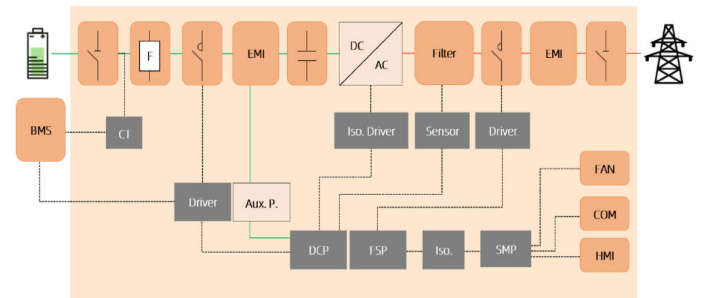 DC
F
EMI
Filter
EMI
AC
BMS
CT
Iso. Driver
Sensor
Driver
FAN
Driver
Aux. P.
COM
DCP
FSP
Iso.
SMP
HMI